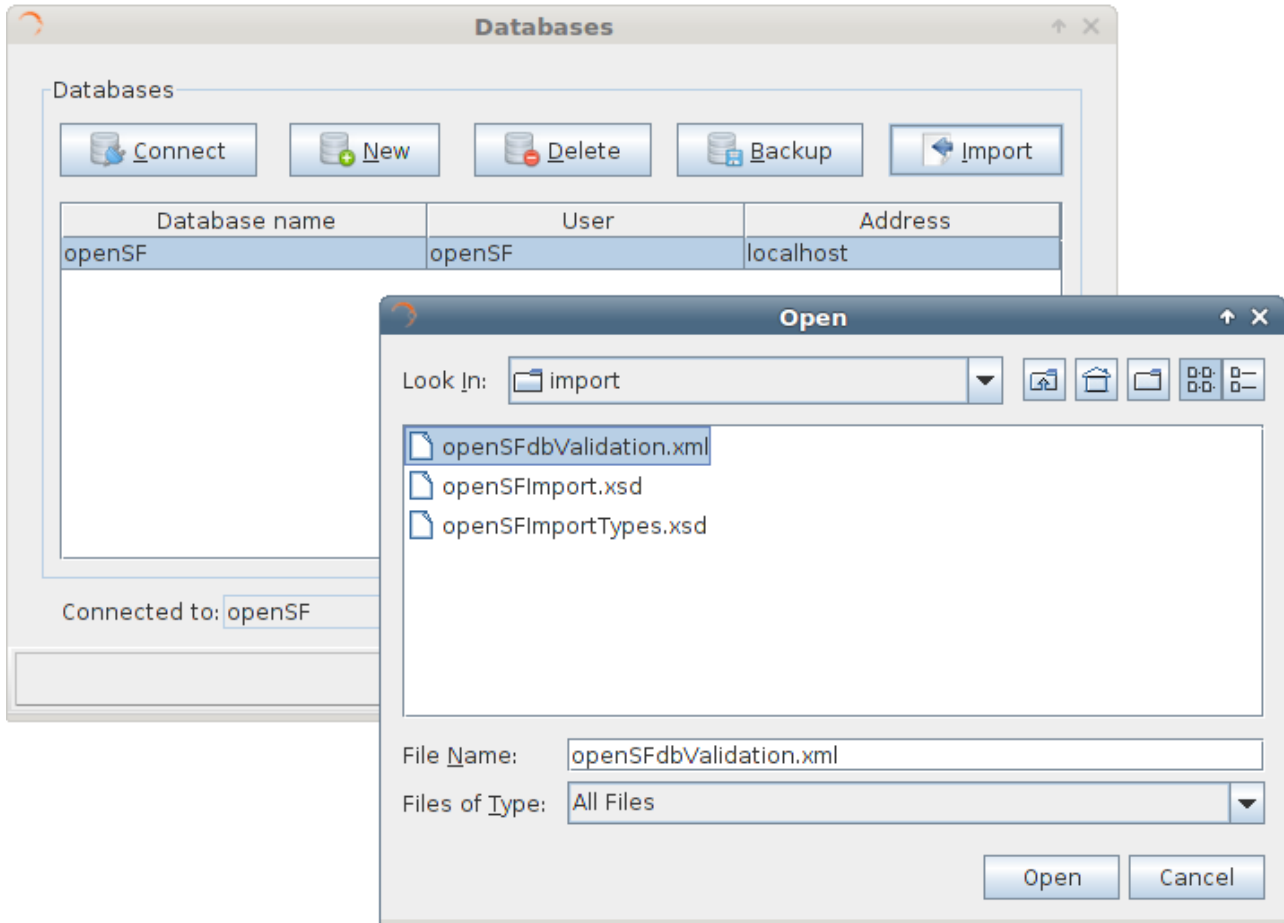 Databases
Databases
Connect New Delete Backup Import
Database name User Address
openSF openSF localhost
Connected to: openSF
Open
Look In: import
openSFdbValidation.xml
openSFImport.xsd
openSFImportTypes.xsd
File Name: openSFdbValidation.xml
Files of Type: All Files
Open Cancel